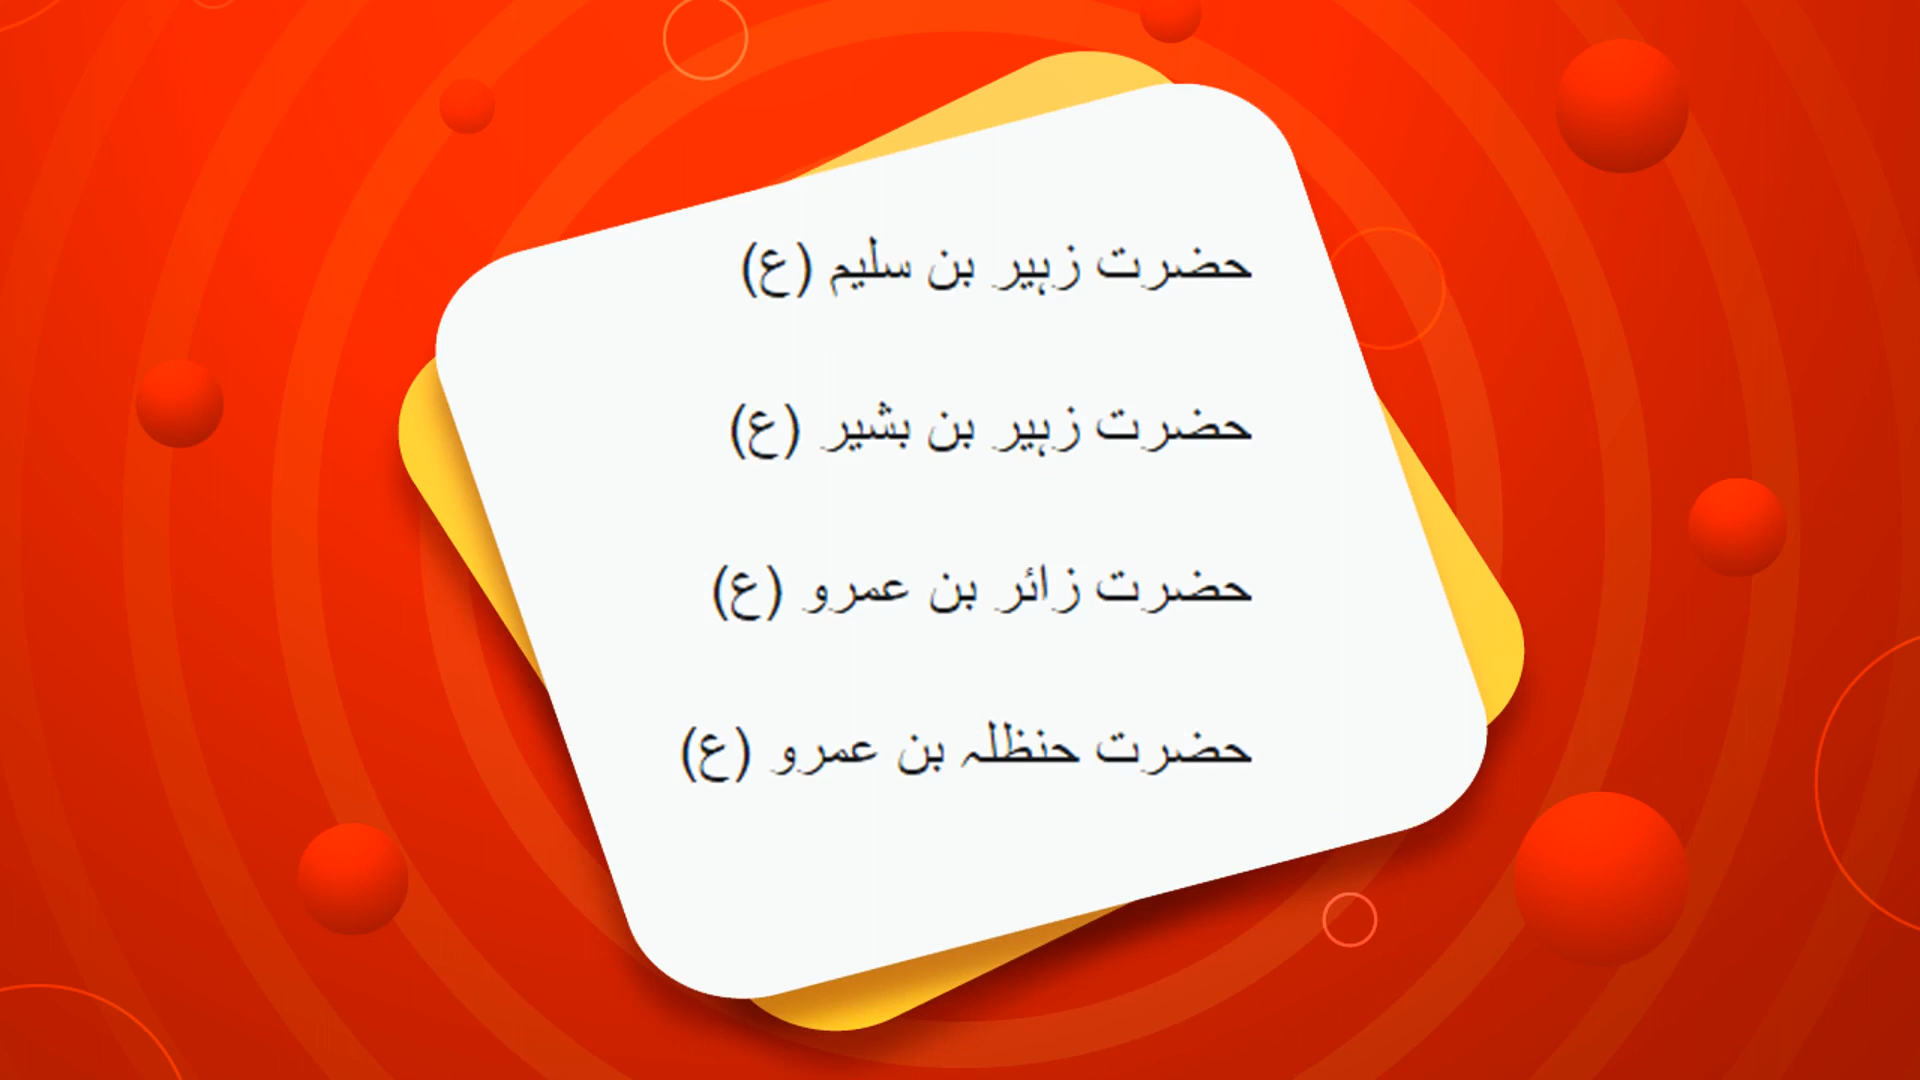 حضرت زہیر بن سلیم (ع)
حضرت زہیر بن بشیر (ع)
حضرت زائر بن عمرو (ع)
حضرت حنظلہ بن عمرو (ع)